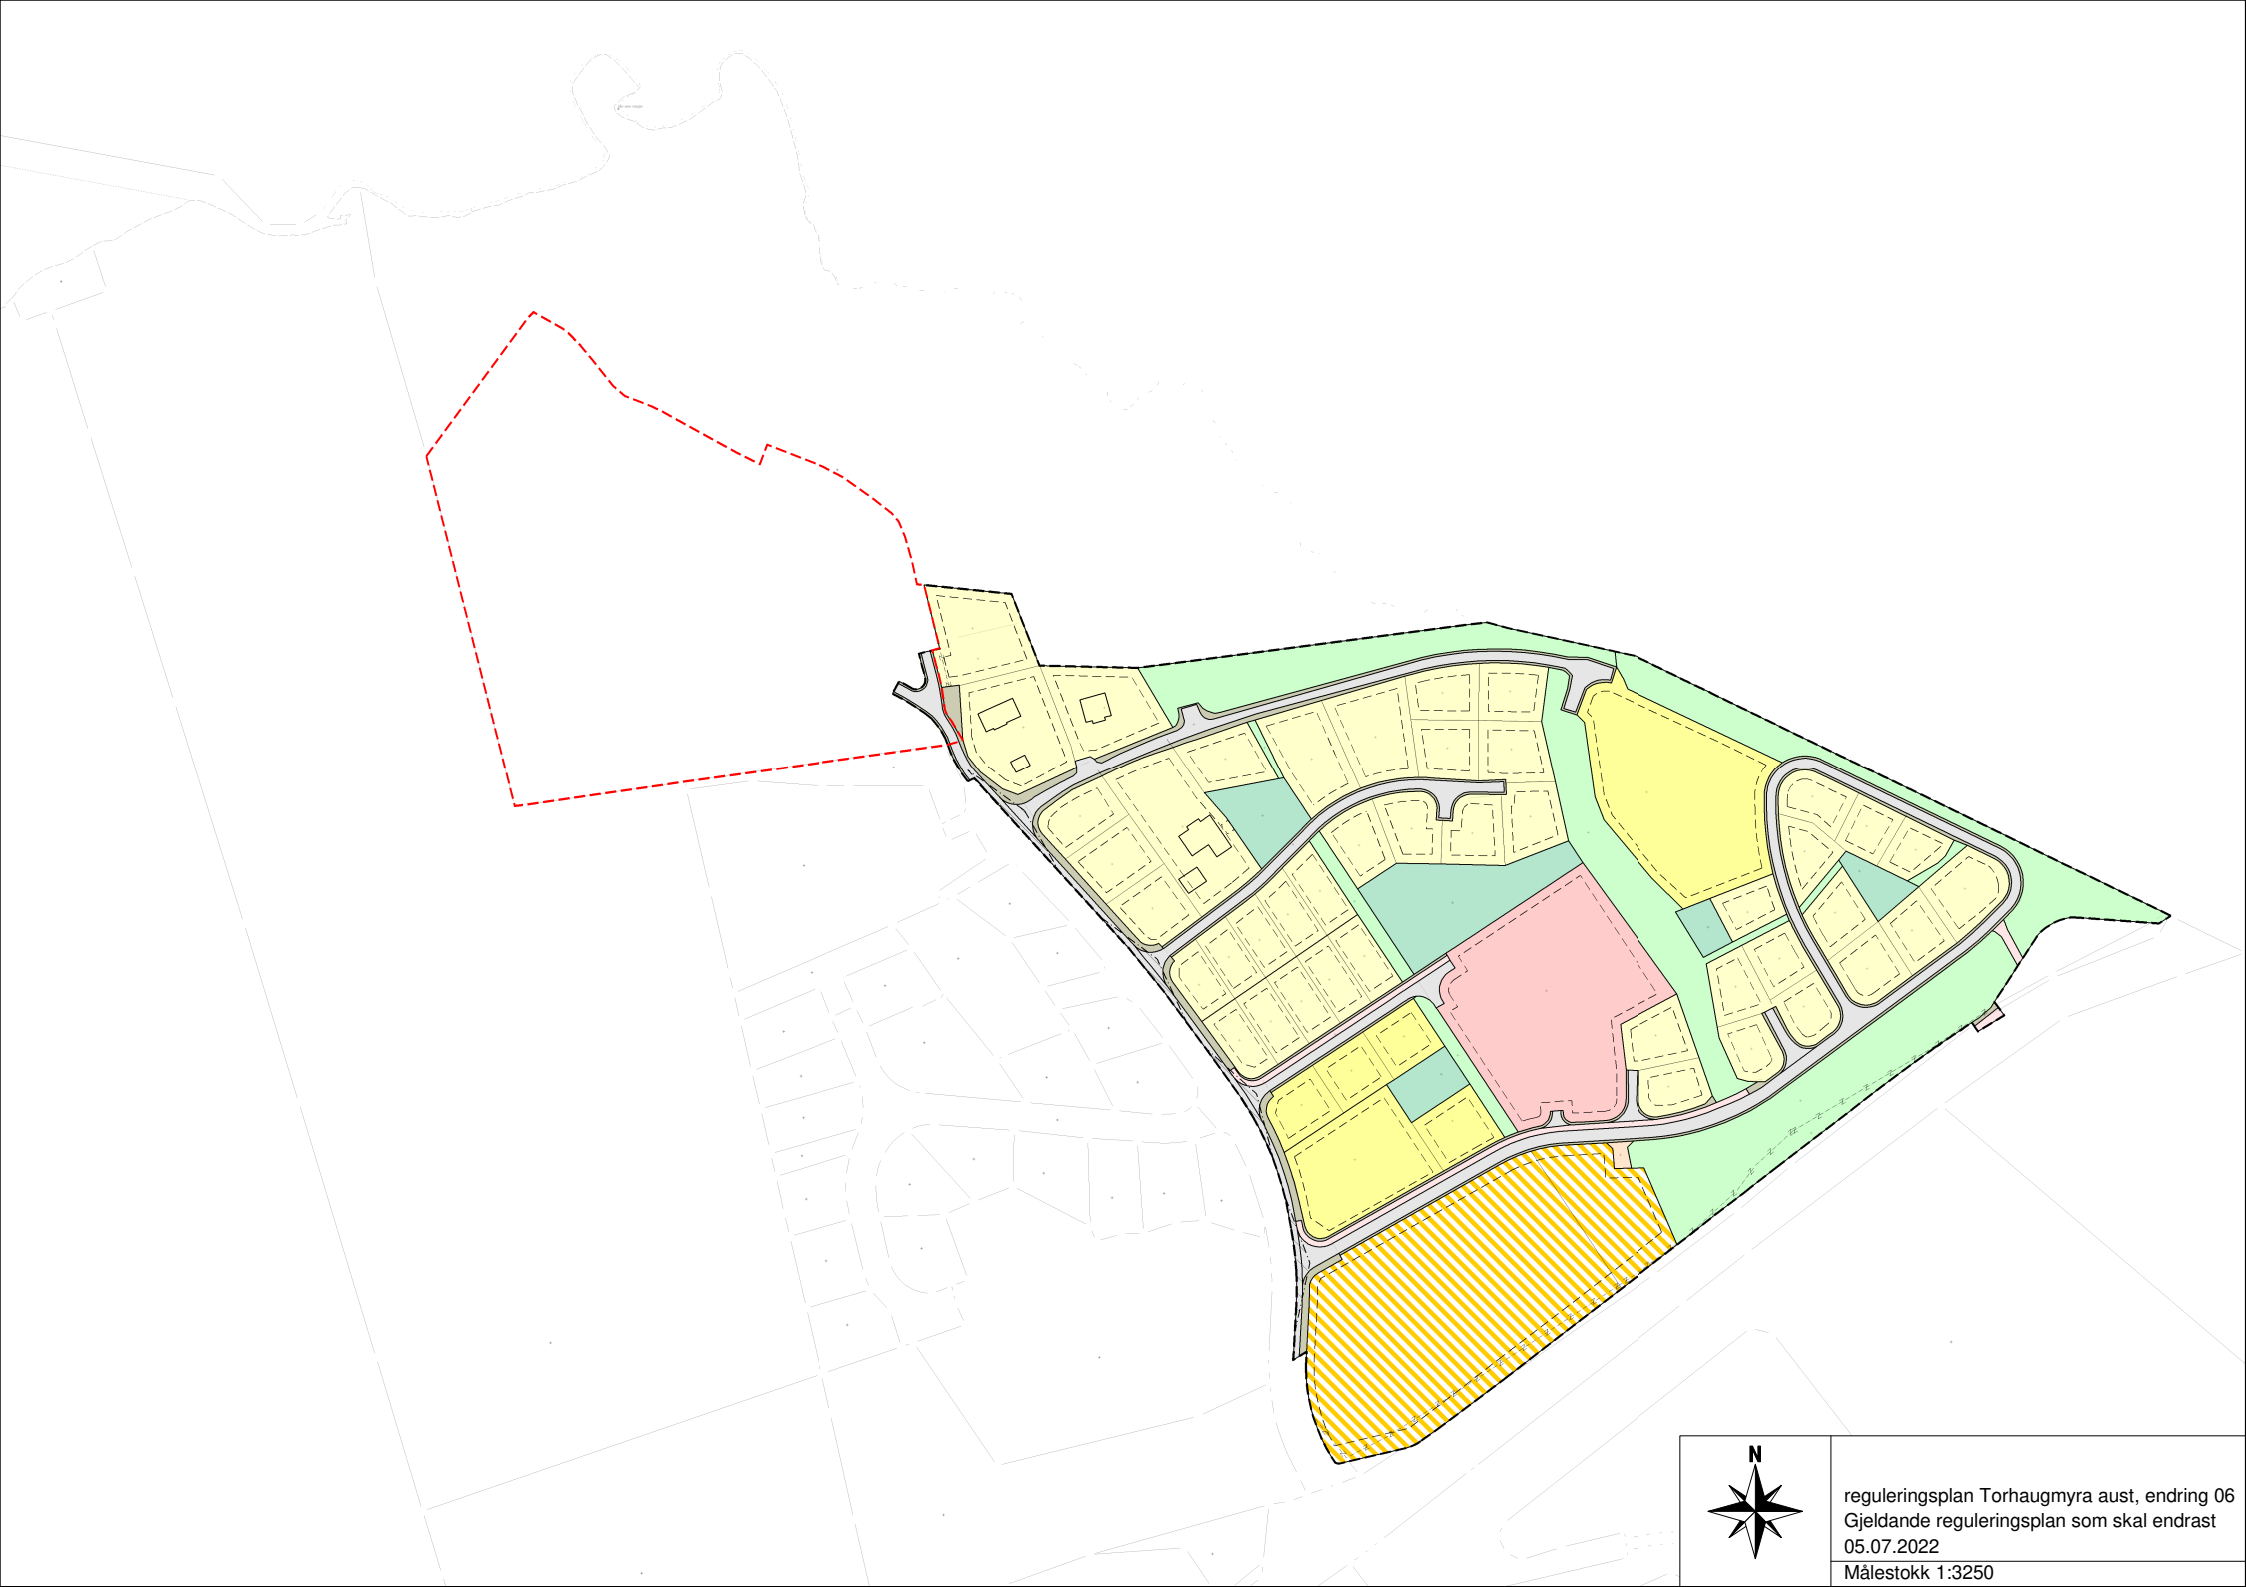 N
reguleringsplan Torhaugmyra aust, endring 06
Gjeldande reguleringsplan som skal endrast
05.07.2022
Målestokk 1:3250